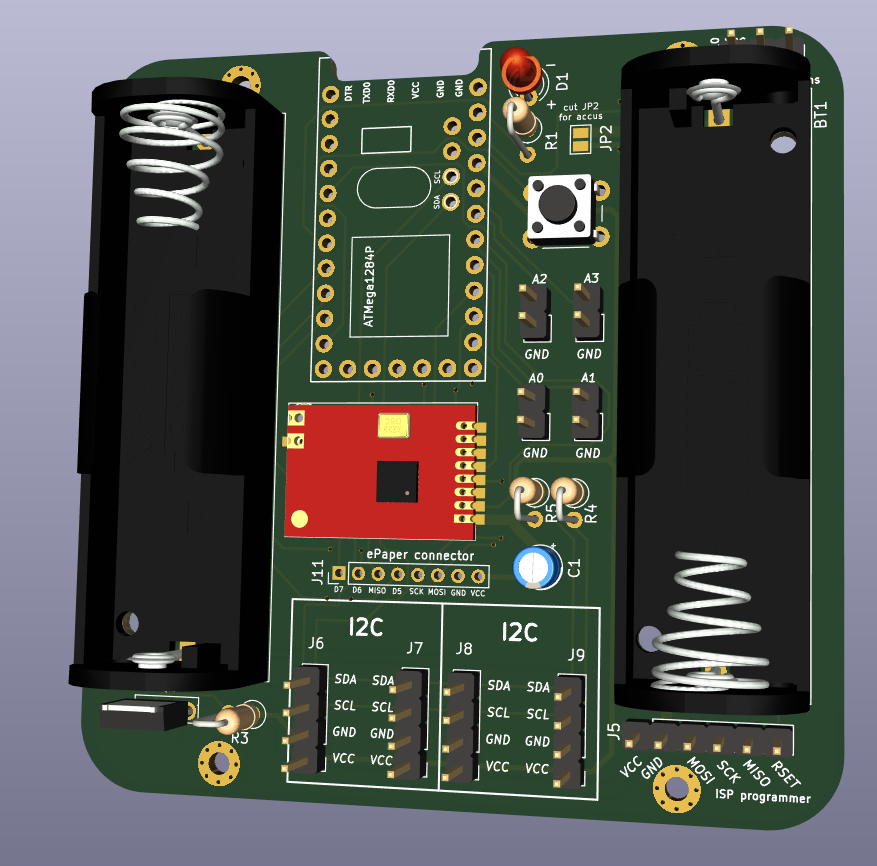 DTR
TXD0
RXD0
VCC
GND
GND
SCL
SDA
ATMega1284P
D1
+
R1
cut JP2
for accus
JP2
BT1
A2
A3
GND
GND
A0
A1
GND
GND
R5
R4
C1
+
ePaper connector
J11
D7 D6 MISO D5 SCK MOSI GND VCC
I2C
I2C
J6
J7
J8
J9
SDA SDA SDA SDA
SCL SCL SCL SCL
GND GND GND GND
VCC VCC VCC VCC
R3
J5
VCC GND MOSI SCK MISO RSET
ISP programmer